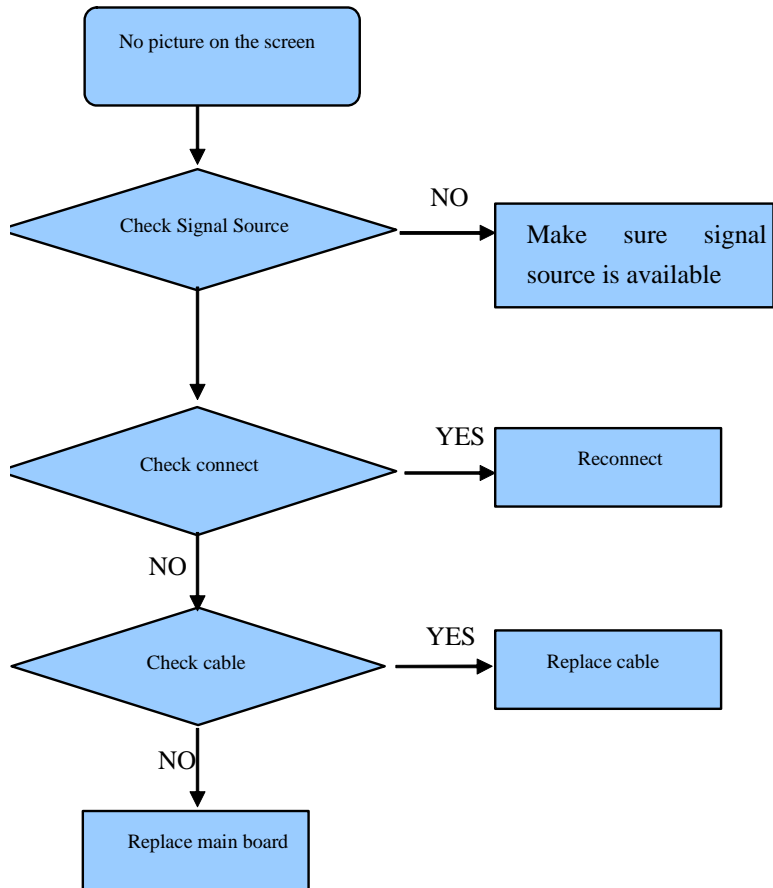 No picture on the screen
Check Signal Source
NO
Make sure signal
source is available
Check connect
YES
Reconnect
NO
Check cable
YES
Replace cable
NO
Replace main board